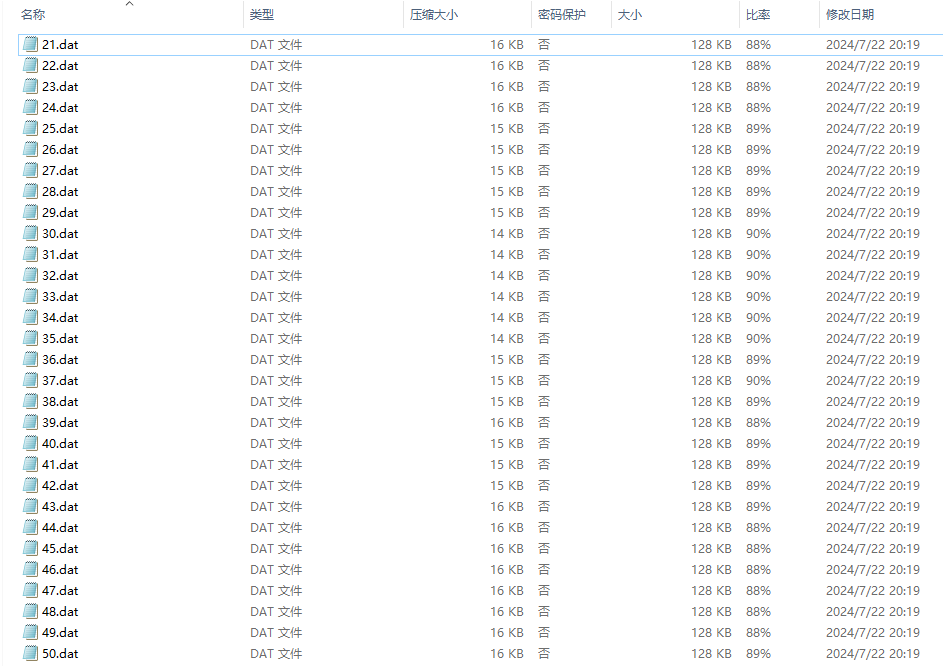 名称 类型 压缩大小 密码保护 大小 比率 修改日期
21.dat DAT 文件 16 KB 否 128 KB 88% 2024/7/22 20:19
22.dat DAT 文件 16 KB 否 128 KB 88% 2024/7/22 20:19
23.dat DAT 文件 16 KB 否 128 KB 88% 2024/7/22 20:19
24.dat DAT 文件 16 KB 否 128 KB 88% 2024/7/22 20:19
25.dat DAT 文件 15 KB 否 128 KB 89% 2024/7/22 20:19
26.dat DAT 文件 15 KB 否 128 KB 89% 2024/7/22 20:19
27.dat DAT 文件 15 KB 否 128 KB 89% 2024/7/22 20:19
28.dat DAT 文件 15 KB 否 128 KB 89% 2024/7/22 20:19
29.dat DAT 文件 15 KB 否 128 KB 89% 2024/7/22 20:19
30.dat DAT 文件 14 KB 否 128 KB 90% 2024/7/22 20:19
31.dat DAT 文件 14 KB 否 128 KB 90% 2024/7/22 20:19
32.dat DAT 文件 14 KB 否 128 KB 90% 2024/7/22 20:19
33.dat DAT 文件 14 KB 否 128 KB 90% 2024/7/22 20:19
34.dat DAT 文件 14 KB 否 128 KB 90% 2024/7/22 20:19
35.dat DAT 文件 14 KB 否 128 KB 90% 2024/7/22 20:19
36.dat DAT 文件 15 KB 否 128 KB 89% 2024/7/22 20:19
37.dat DAT 文件 15 KB 否 128 KB 90% 2024/7/22 20:19
38.dat DAT 文件 15 KB 否 128 KB 89% 2024/7/22 20:19
39.dat DAT 文件 16 KB 否 128 KB 88% 2024/7/22 20:19
40.dat DAT 文件 15 KB 否 128 KB 89% 2024/7/22 20:19
41.dat DAT 文件 15 KB 否 128 KB 89% 2024/7/22 20:19
42.dat DAT 文件 15 KB 否 128 KB 89% 2024/7/22 20:19
43.dat DAT 文件 16 KB 否 128 KB 89% 2024/7/22 20:19
44.dat DAT 文件 16 KB 否 128 KB 88% 2024/7/22 20:19
45.dat DAT 文件 16 KB 否 128 KB 88% 2024/7/22 20:19
46.dat DAT 文件 16 KB 否 128 KB 88% 2024/7/22 20:19
47.dat DAT 文件 16 KB 否 128 KB 88% 2024/7/22 20:19
48.dat DAT 文件 16 KB 否 128 KB 88% 2024/7/22 20:19
49.dat DAT 文件 16 KB 否 128 KB 88% 2024/7/22 20:19
50.dat DAT 文件 16 KB 否 128 KB 89% 2024/7/22 20:19